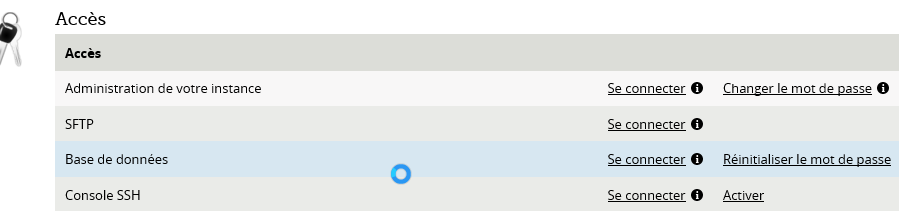 Accès
Accès
Administration de votre instance Se connecter Changer le mot de passe
SFTP Se connecter
Base de données Se connecter Réinitialiser le mot de passe
Console SSH Se connecter Activer